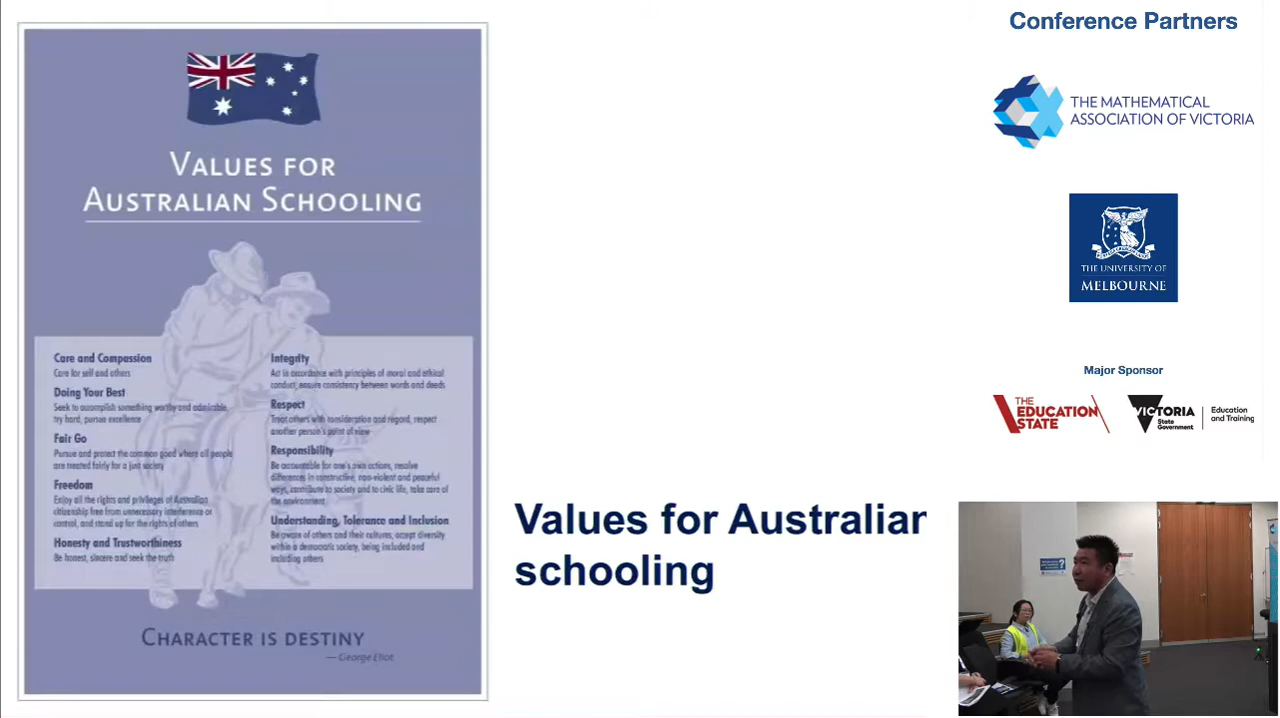 VALUES FOR
AUSTRALIAN SCHOOLING
Care and Compassion
Care for self and others
Doing Your Best
Seek to accomplish something worthy and admirable,
try hard, pursue excellence
Fair Go
Pursue and protect the common good where all people
are treated fairly for a just society
Freedom
Enjoy all the rights and privileges of Australian
citizenship free from unnecessary interference or
control, and stand up for the rights of others
Honesty and Trustworthiness
Be honest, sincere and seek the truth
Integrity
Act in accordance with principles of moral and ethical
conduct, ensure consistency between words and deeds
Respect
Treat others with consideration and regard, respect
another person's point of view
Responsibility
Be accountable for one's own actions, resolve
differences in constructive, non-violent and peaceful
ways, contribute to society and to civic life, take care of
the environment
Understanding, Tolerance and Inclusion
Be aware of others and their cultures, accept diversity
within a democratic society, being included and
including others
CHARACTER IS DESTINY
— George Eliot
Values for Australian
schooling
Conference Partners
THE MATHEMATICAL
ASSOCIATION OF VICTORIA
THE UNIVERSITY OF
MELBOURNE
Major Sponsor
THE
EDUCATION
STATE
VICTORIA
State
Government
Education
and Training